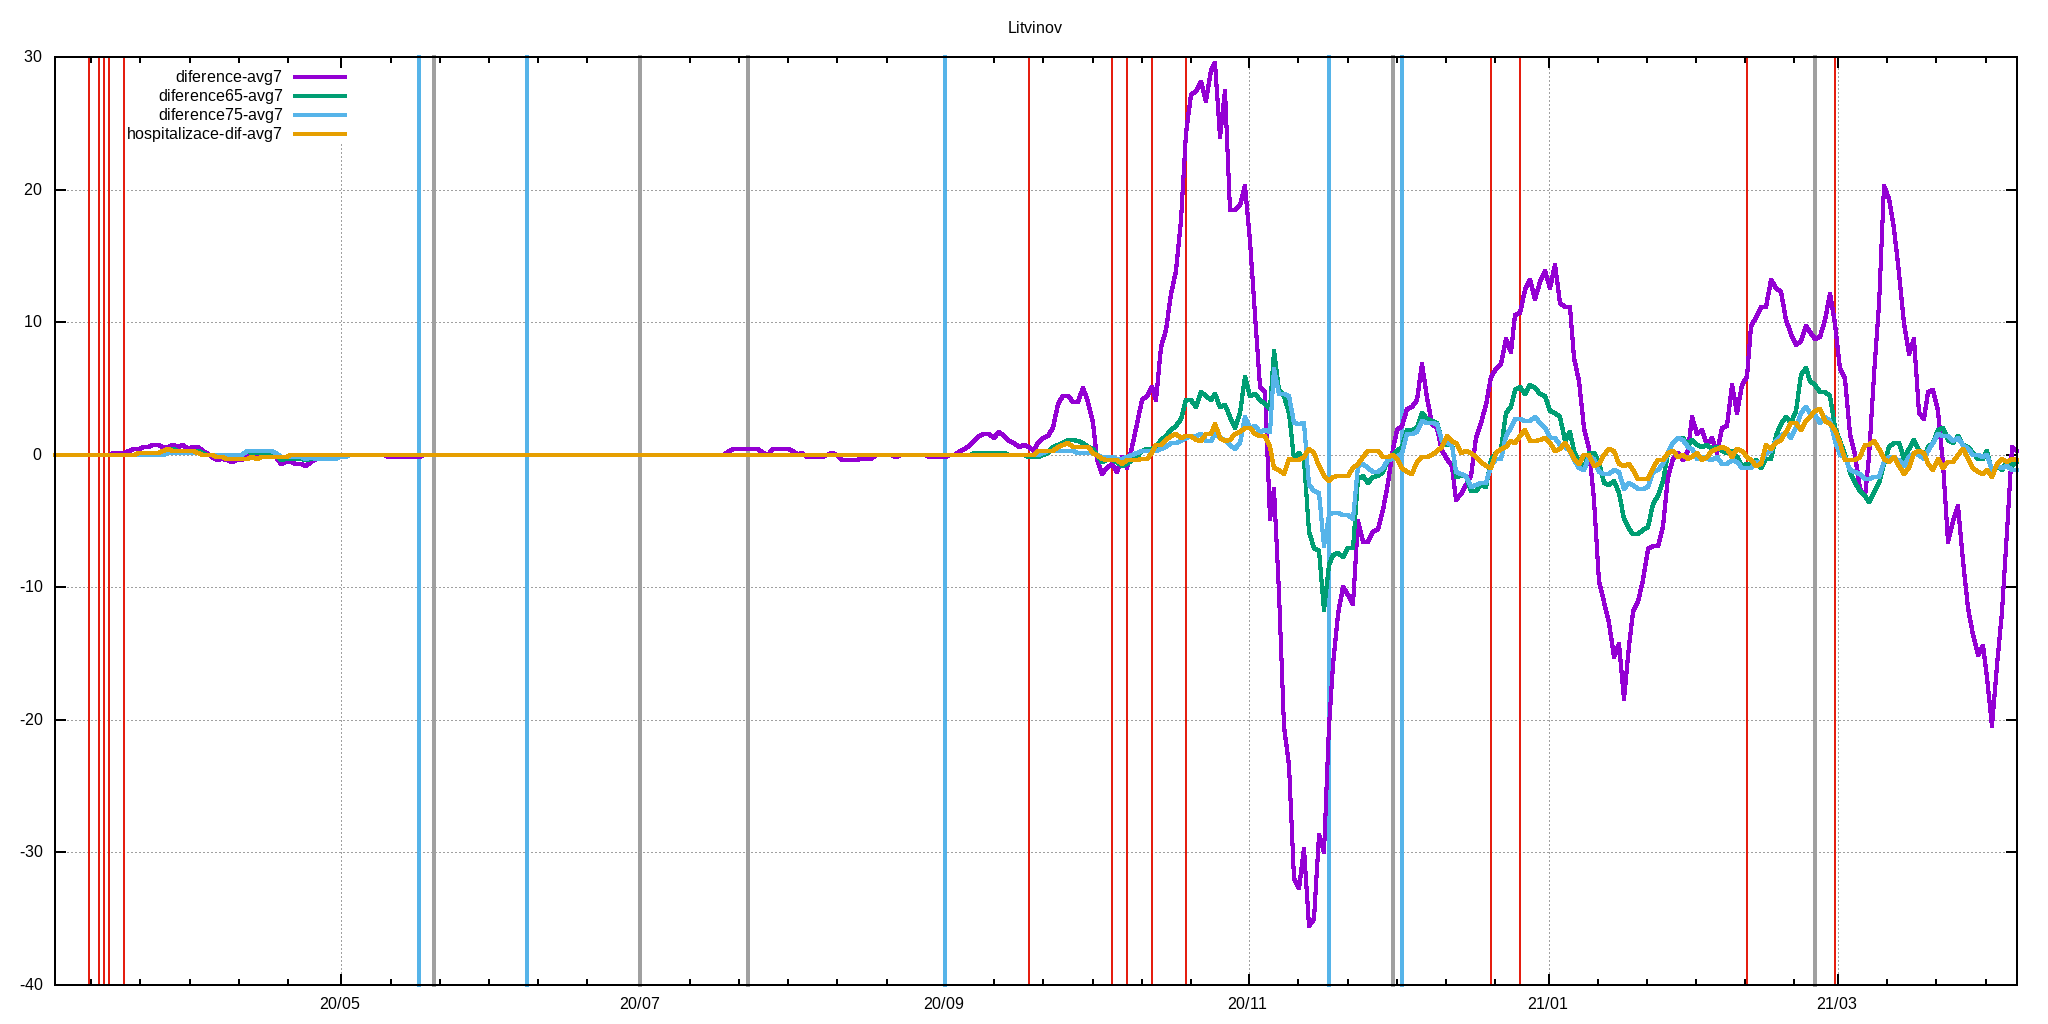 Litvinov
30
diference-avg7
diference65-avg7
diference75-avg7
hospitalizace-dif-avg7
20
10
0
-10
-20
-30
-40
20/05 20/07 20/09 20/11 21/01 21/03